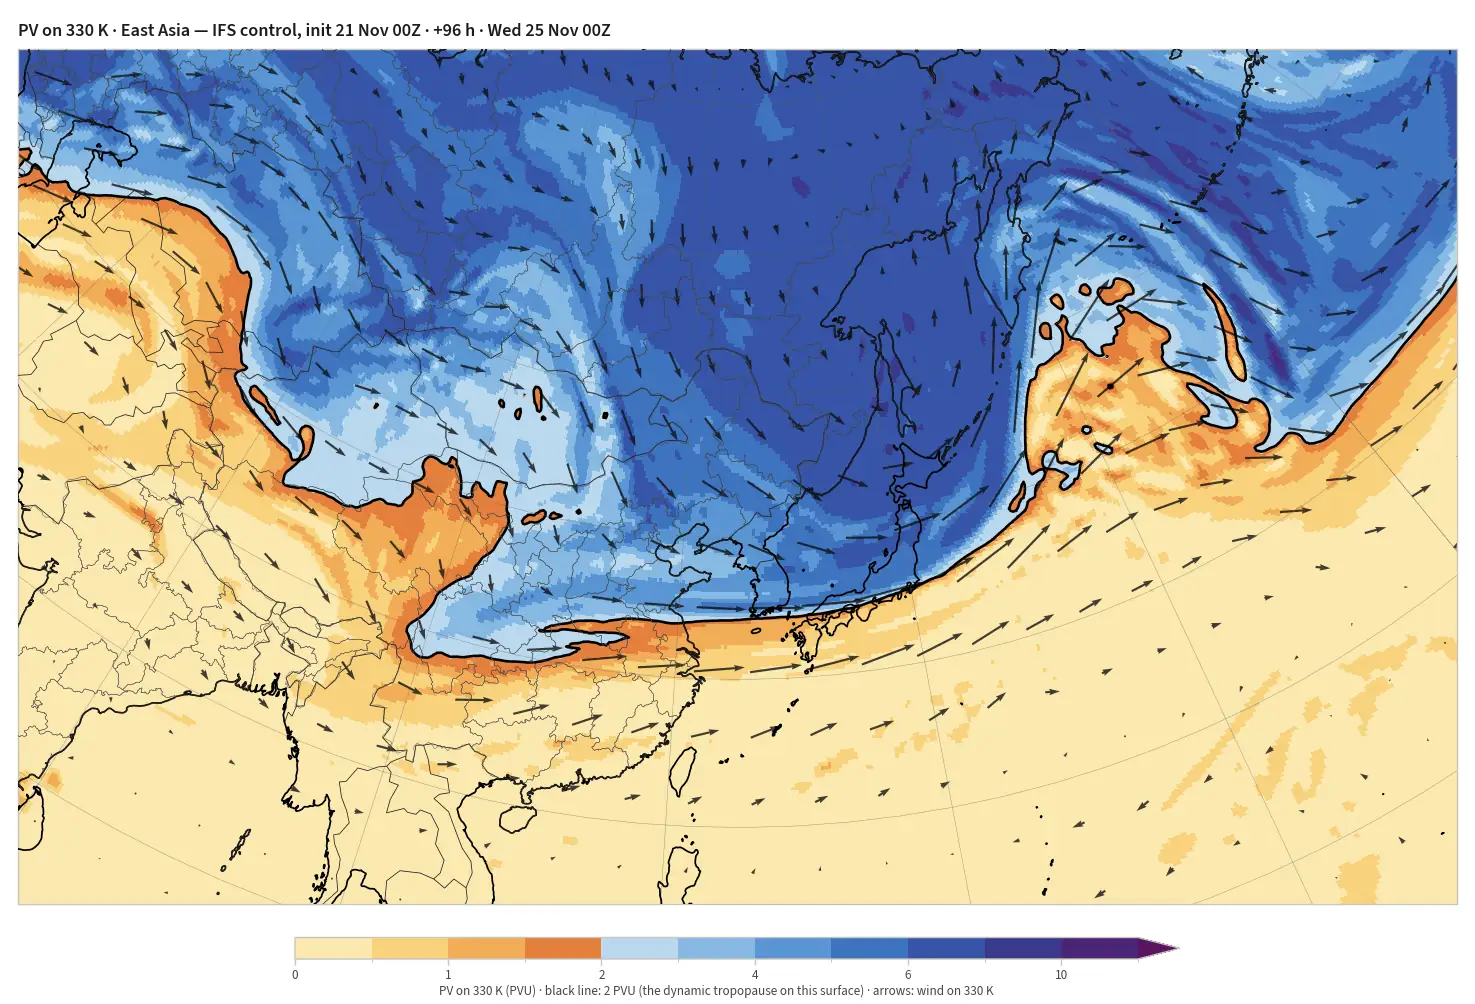 PV on 330 K · East Asia — IFS control, init 21 Nov 00Z · +96 h · Wed 25 Nov 00Z
0 1 2 4 6 10
PV on 330 K (PVU) · black line: 2 PVU (the dynamic tropopause on this surface) · arrows: wind on 330 K